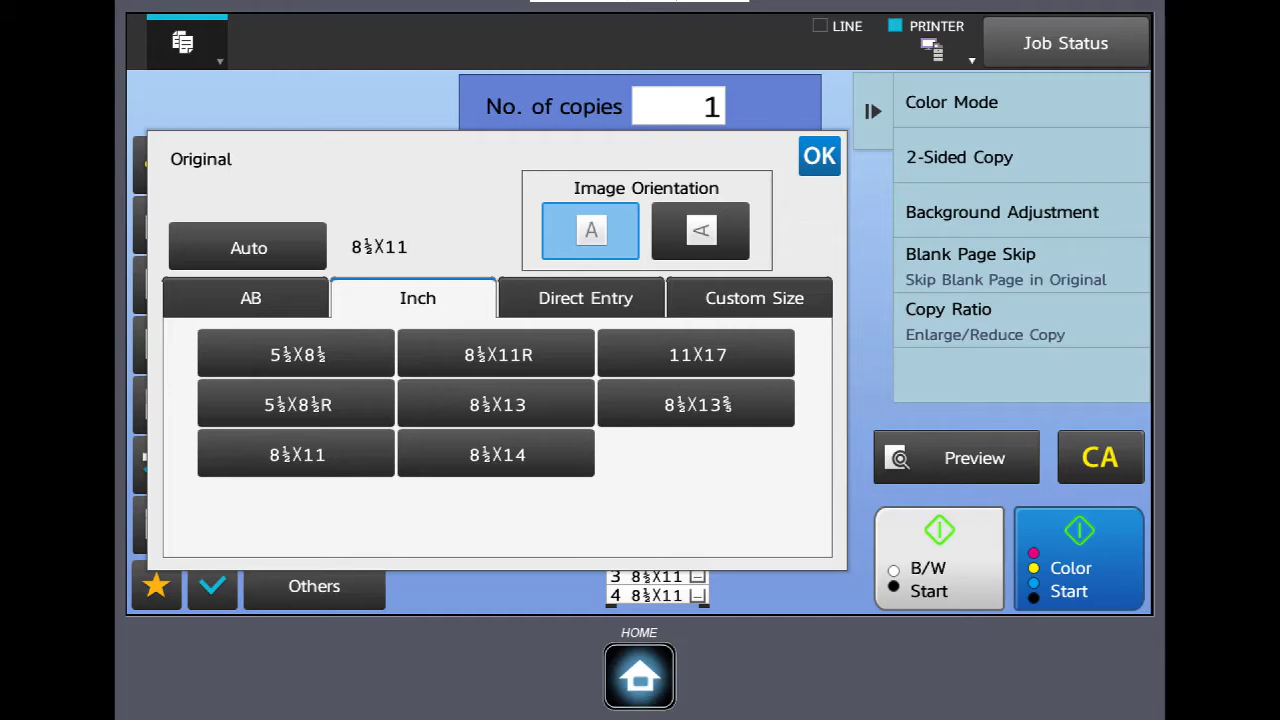 LINE
PRINTER
Job Status
No. of copies 1
Original
OK
Image Orientation
A
A
Auto
8½X11
AB
Inch
Direct Entry
Custom Size
5½X8½
8½X11R
11X17
5½X8½R
8½X13
8½X13⅖
8½X11
8½X14
Color Mode
2-Sided Copy
Background Adjustment
Blank Page Skip
Skip Blank Page in Original
Copy Ratio
Enlarge/Reduce Copy
Preview
CA
B/W
Start
Color
Start
Others
3 8½X11
4 8½X11
HOME